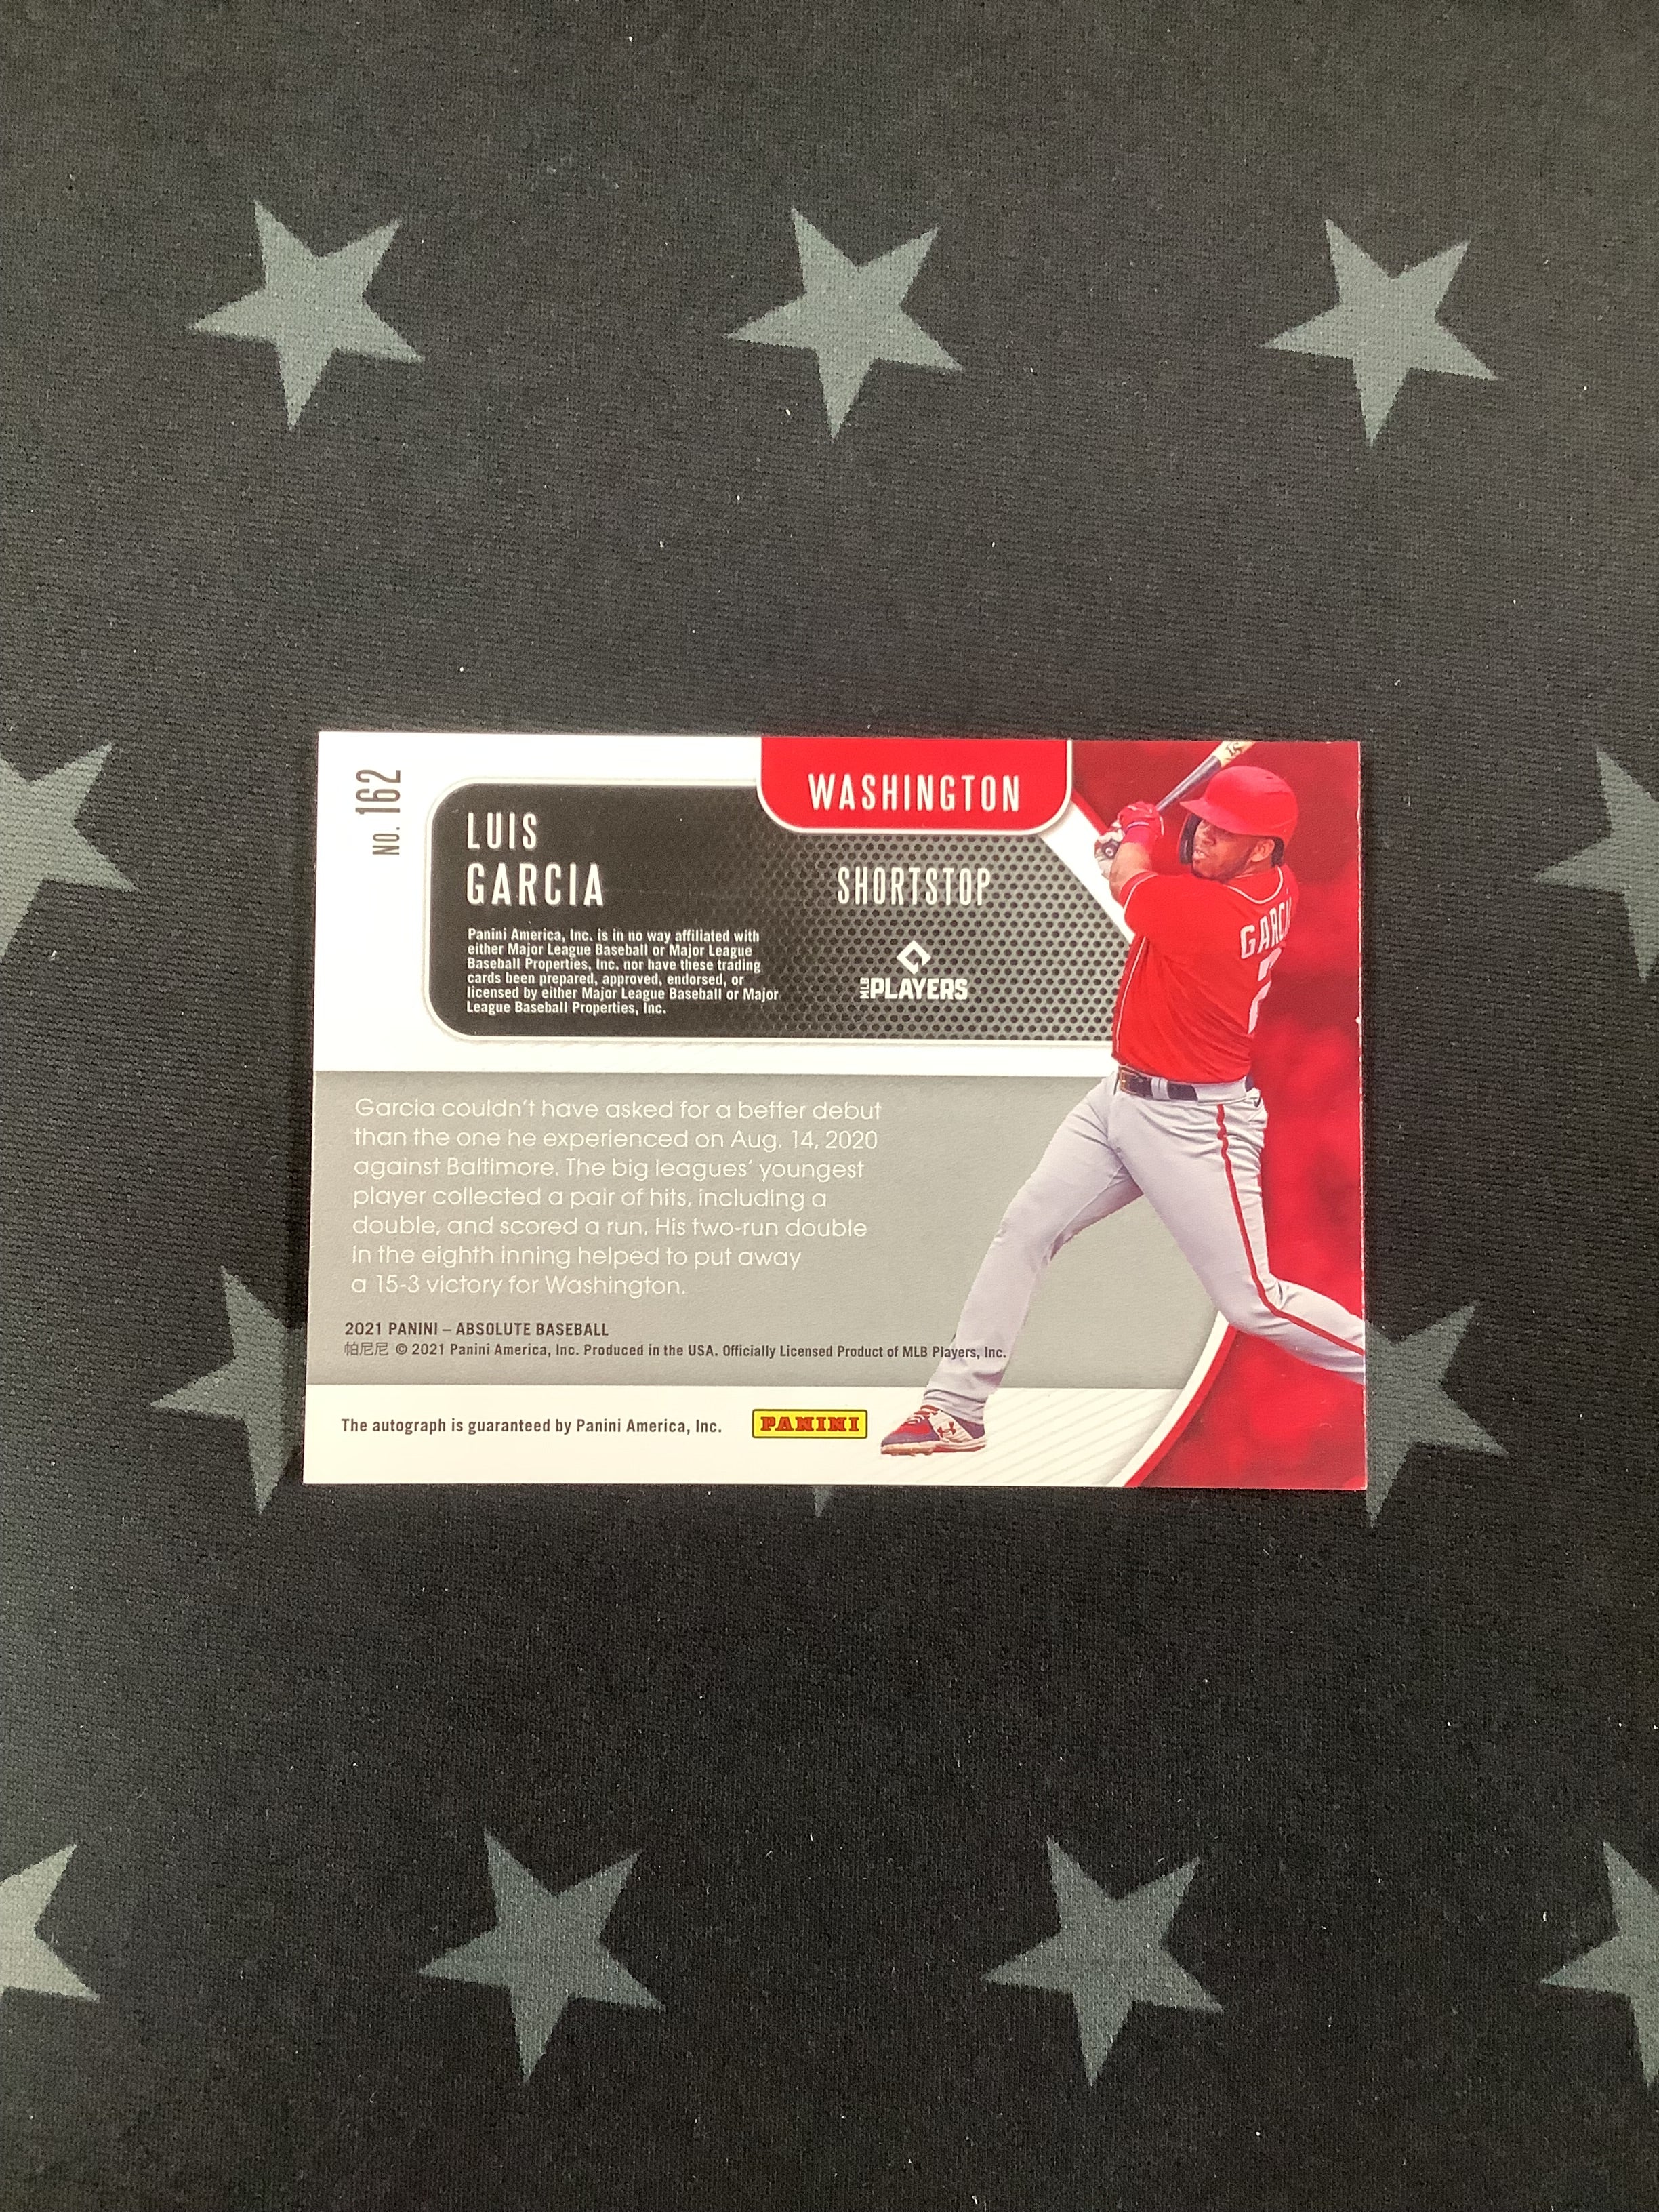 No. 162
WASHINGTON
LUIS
GARCIA
SHORTSTOP
Panini America, Inc. is in no way affiliated with
either Major League Baseball or Major League
Baseball Properties, Inc. nor have these trading
cards been prepared, approved, endorsed, or
licensed by either Major League Baseball or Major
League Baseball Properties, Inc.
MLB PLAYERS
GARCI
2
Garcia couldn't have asked for a better debut
than the one he experienced on Aug. 14, 2020
against Baltimore. The big leagues' youngest
player collected a pair of hits, including a
double, and scored a run. His two-run double
in the eighth inning helped to put away
a 15-3 victory for Washington.
2021 PANINI – ABSOLUTE BASEBALL
帕尼尼 © 2021 Panini America, Inc. Produced in the USA. Officially Licensed Product of MLB Players, Inc.
The autograph is guaranteed by Panini America, Inc.
PANINI